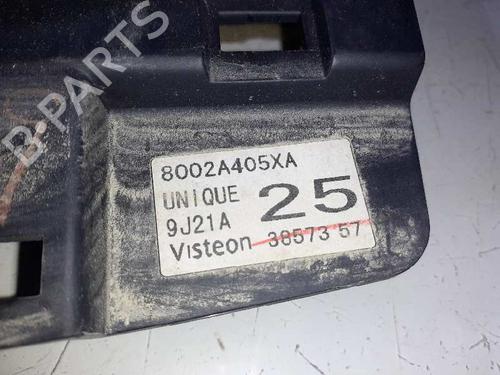 B-PARTS
8002A405XA
UNIQUE 25
9J21A
Visteon 38573 57